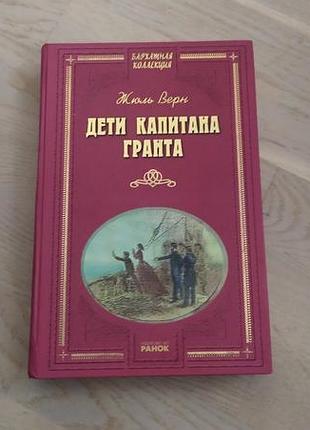 БАРХАТНАЯ
КОЛЛЕКЦИЯ
Жюль Верн
ДЕТИ КАПИТАНА
ГРАНТА
РАНОК